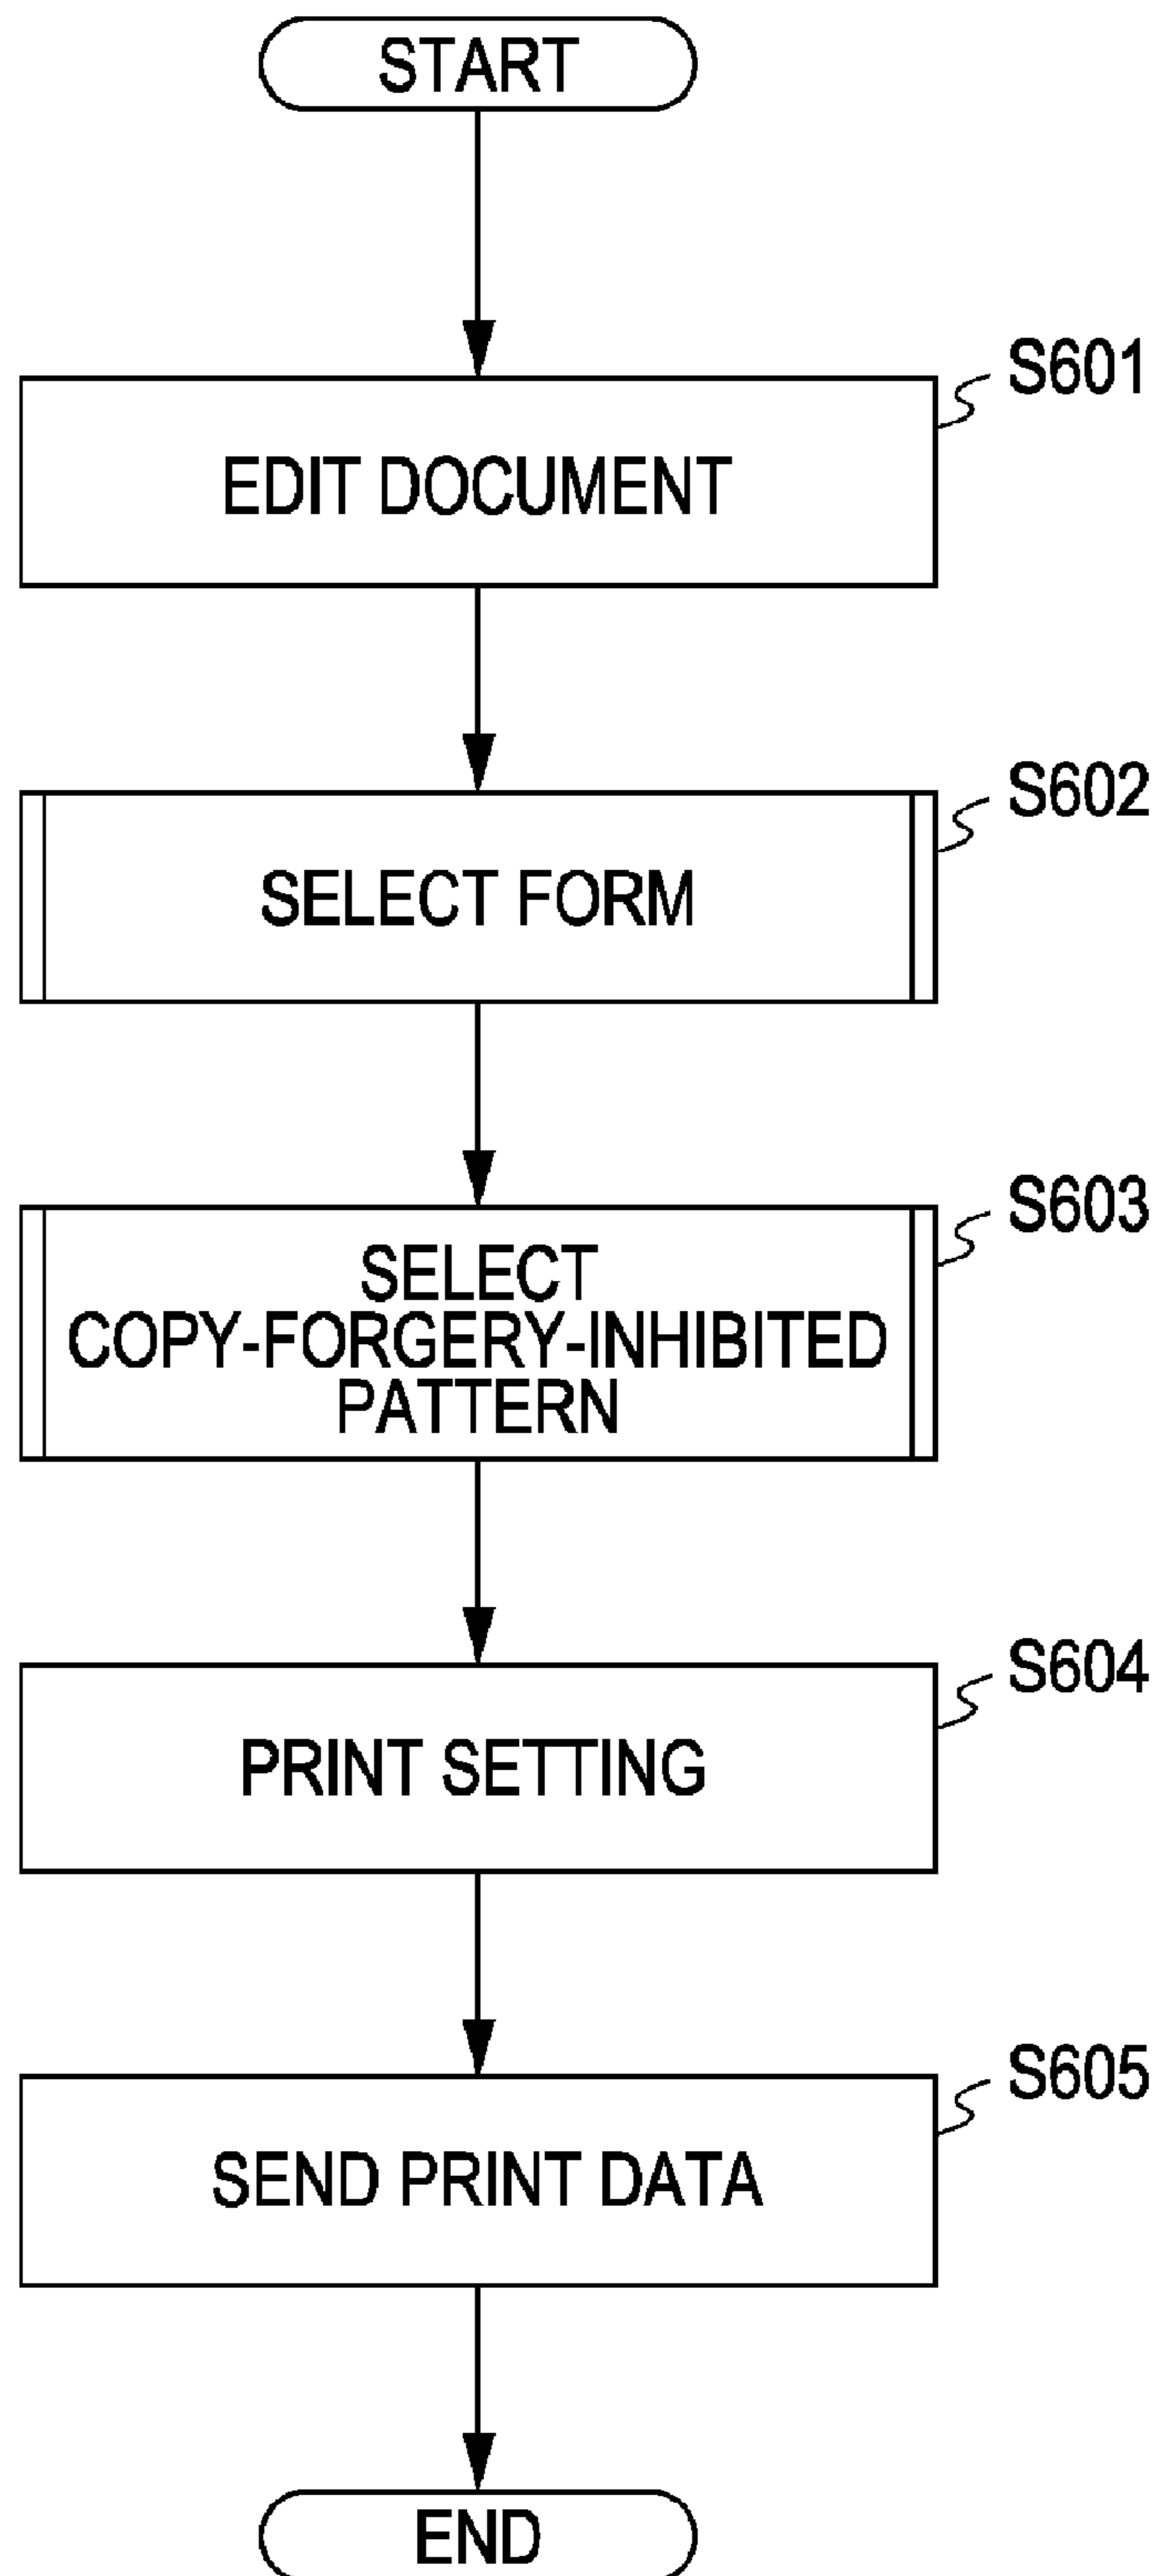 START
S601
EDIT DOCUMENT
S602
SELECT FORM
S603
SELECT
COPY-FORGERY-INHIBITED
PATTERN
S604
PRINT SETTING
S605
SEND PRINT DATA
END